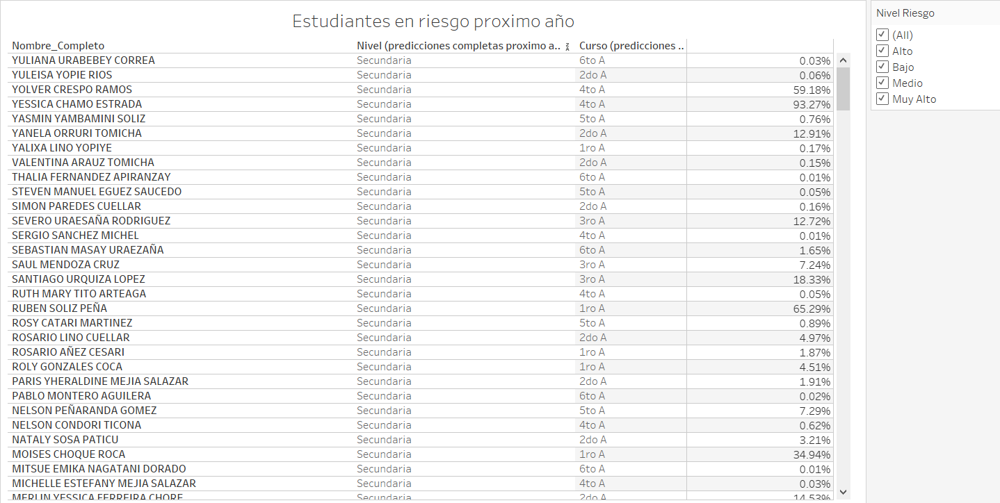 Estudiantes en riesgo proximo año
Nombre_Completo Nivel (predicciones completas proximo a.. Curso (predicciones ..
YULIANA URABEBEY CORREA Secundaria 6to A 0.03%
YULEISA YOPIE RIOS Secundaria 2do A 0.06%
YOLVER CRESPO RAMOS Secundaria 4to A 59.18%
YESSICA CHAMO ESTRADA Secundaria 4to A 93.27%
YASMIN YAMBAMINI SOLIZ Secundaria 5to A 0.76%
YANELA ORRURI TOMICHA Secundaria 2do A 12.91%
YALIXA LINO YOPIYE Secundaria 1ro A 0.17%
VALENTINA ARAUZ TOMICHA Secundaria 2do A 0.15%
THALIA FERNANDEZ APIRANZAY Secundaria 6to A 0.01%
STEVEN MANUEL EGUEZ SAUCEDO Secundaria 5to A 0.05%
SIMON PAREDES CUELLAR Secundaria 2do A 0.16%
SEVERO URAESAÑA RODRIGUEZ Secundaria 3ro A 12.72%
SERGIO SANCHEZ MICHEL Secundaria 4to A 0.01%
SEBASTIAN MASAY URAEZAÑA Secundaria 6to A 1.65%
SAUL MENDOZA CRUZ Secundaria 3ro A 7.24%
SANTIAGO URQUIZA LOPEZ Secundaria 3ro A 18.33%
RUTH MARY TITO ARTEAGA Secundaria 4to A 0.05%
RUBEN SOLIZ PEÑA Secundaria 1ro A 65.29%
ROSY CATARI MARTINEZ Secundaria 5to A 0.89%
ROSARIO LINO CUELLAR Secundaria 2do A 4.97%
ROSARIO AÑEZ CESARI Secundaria 1ro A 1.87%
ROLY GONZALES COCA Secundaria 1ro A 4.51%
PARIS YHERALDINE MEJIA SALAZAR Secundaria 2do A 1.91%
PABLO MONTERO AGUILERA Secundaria 6to A 0.02%
NELSON PEÑARANDA GOMEZ Secundaria 5to A 7.29%
NELSON CONDORI TICONA Secundaria 4to A 0.62%
NATALY SOSA PATICU Secundaria 2do A 3.21%
MOISES CHOQUE ROCA Secundaria 1ro A 34.94%
MITSUE EMIKA NAGATANI DORADO Secundaria 6to A 0.01%
MICHELLE ESTEFANY MEJIA SALAZAR Secundaria 4to A 0.03%
MERLIN YESSICA FERREIRA CHORE Secundaria 2do A 14.53%
Nivel Riesgo
(All)
Alto
Bajo
Medio
Muy Alto